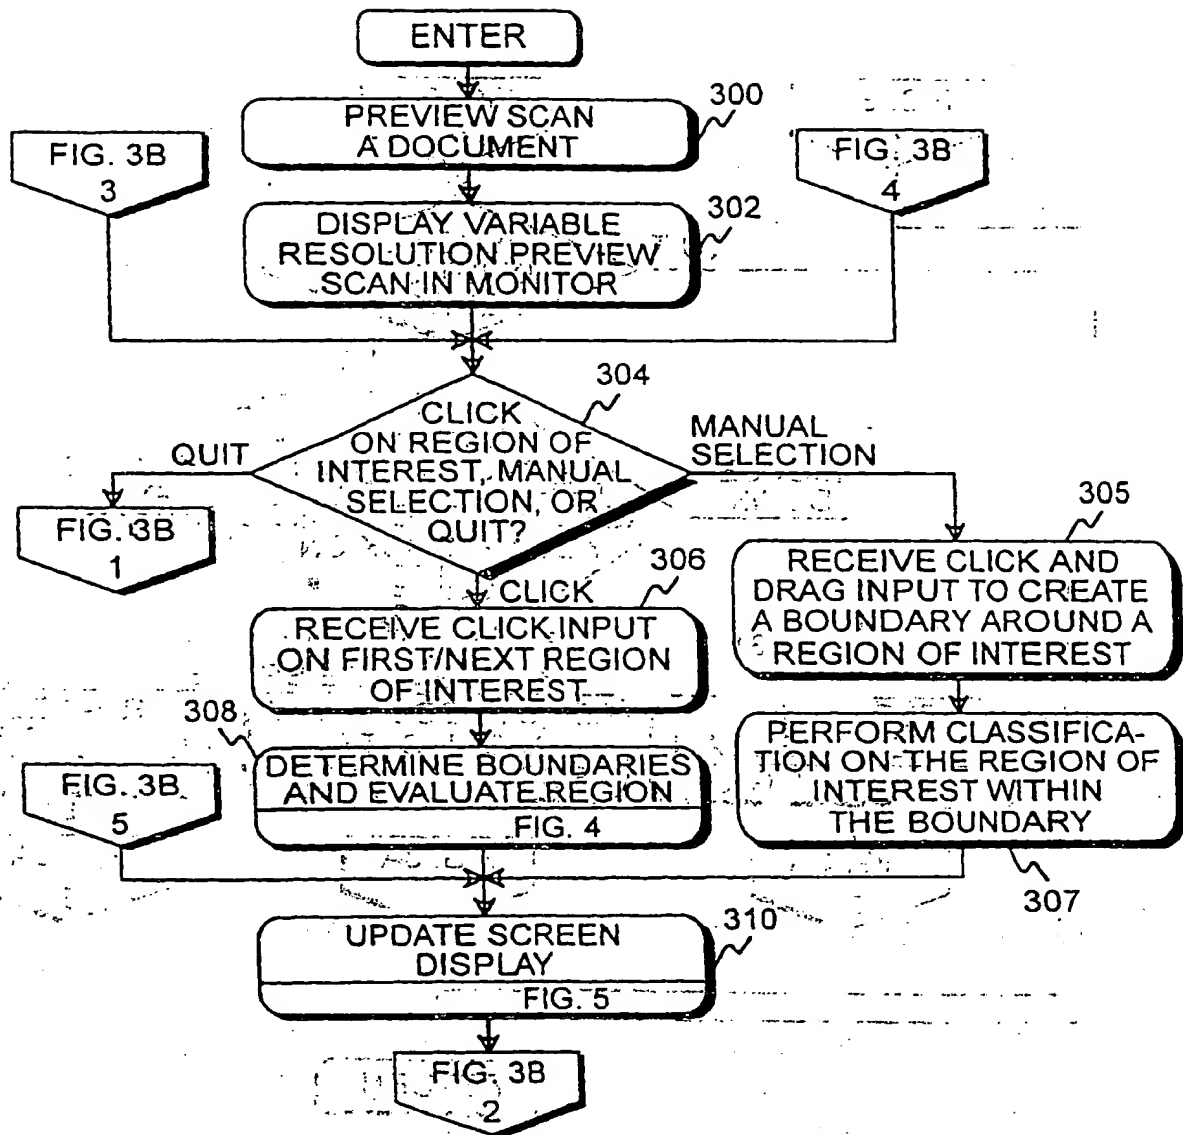 ENTER
PREVIEW SCAN
A DOCUMENT
300
FIG. 3B
3
FIG. 3B
4
DISPLAY VARIABLE
RESOLUTION PREVIEW
SCAN IN MONITOR
302
304
CLICK
ON REGION OF
INTEREST, MANUAL
SELECTION, OR
QUIT?
QUIT
MANUAL
SELECTION
FIG. 3B
1
CLICK
306
RECEIVE CLICK INPUT
ON FIRST/NEXT REGION
OF INTEREST
305
RECEIVE CLICK AND
DRAG INPUT TO CREATE
A BOUNDARY AROUND A
REGION OF INTEREST
308
DETERMINE BOUNDARIES
AND EVALUATE REGION
FIG. 4
PERFORM CLASSIFICA-
TION ON THE REGION OF
INTEREST WITHIN
THE BOUNDARY
307
FIG. 3B
5
310
UPDATE SCREEN
DISPLAY
FIG. 5
FIG. 3B
2